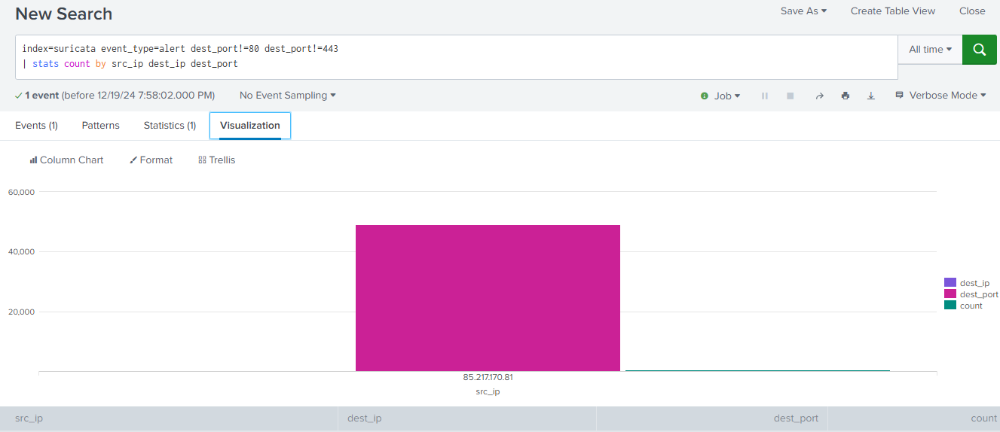 New Search
Save As Create Table View Close
index=suricata event_type=alert dest_port!=80 dest_port!=443
| stats count by src_ip dest_ip dest_port
All time
1 event (before 12/19/24 7:58:02.000 PM) No Event Sampling Job Verbose Mode
Events (1) Patterns Statistics (1) Visualization
Column Chart Format Trellis
60,000
40,000
20,000
dest_ip
dest_port
count
85.217.170.81
src_ip
src_ip dest_ip dest_port count